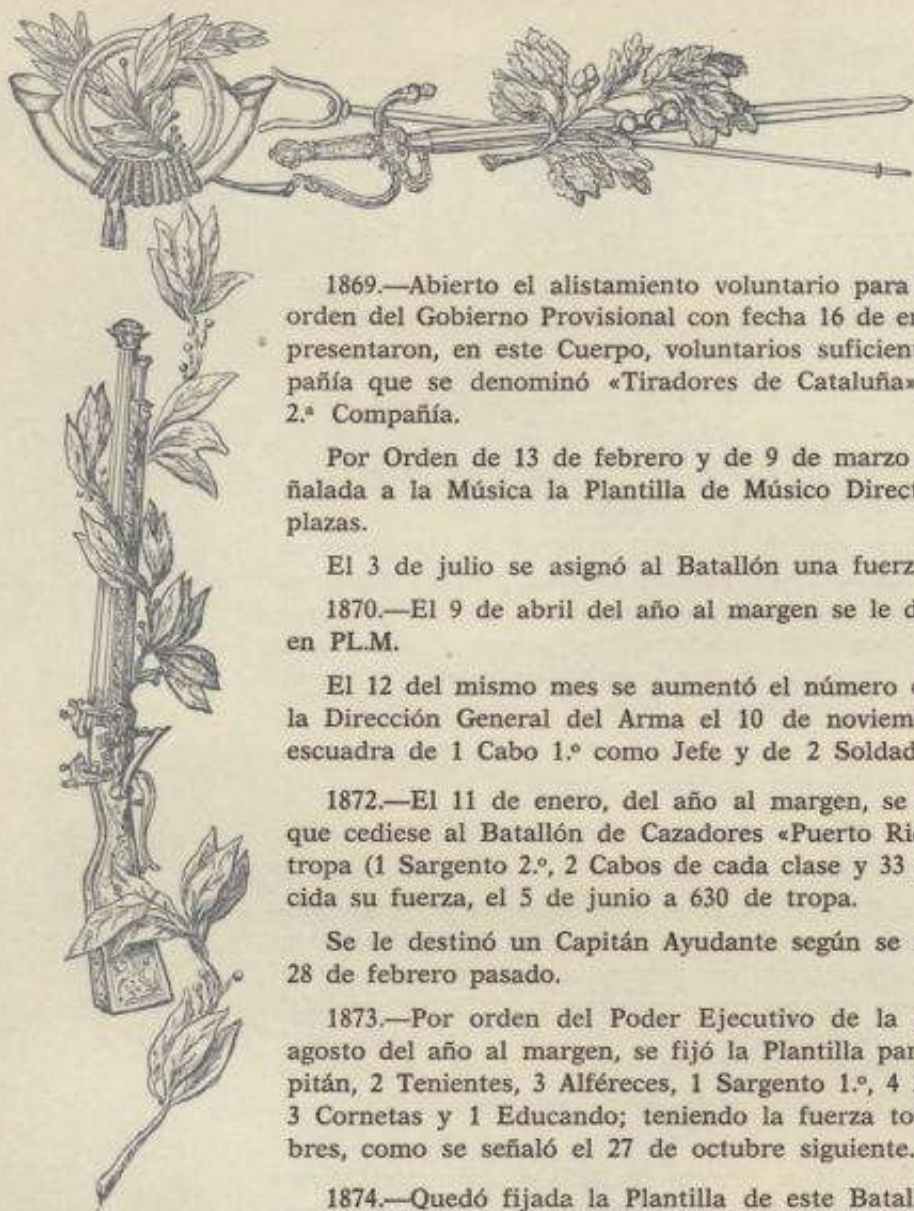 1869.—Abierto el alistamiento voluntario para
orden del Gobierno Provisional con fecha 16 de en
presentaron, en este Cuerpo, voluntarios suficient
pañía que se denominó «Tiradores de Cataluña»
2.ª Compañía.
Por Orden de 13 de febrero y de 9 de marzo
ñalada a la Música la Plantilla de Músico Direct
plazas.
El 3 de julio se asignó al Batallón una fuerz
1870.—El 9 de abril del año al margen se le d
en PL.M.
El 12 del mismo mes se aumentó el número
la Dirección General del Arma el 10 de noviem
escuadra de 1 Cabo 1.º como Jefe y de 2 Soldad
1872.—El 11 de enero, del año al margen, se
que cediese al Batallón de Cazadores «Puerto Ri
tropa (1 Sargento 2.º, 2 Cabos de cada clase y 33
cida su fuerza, el 5 de junio a 630 de tropa.
Se le destinó un Capitán Ayudante según se
28 de febrero pasado.
1873.—Por orden del Poder Ejecutivo de la
agosto del año al margen, se fijó la Plantilla par
pitán, 2 Tenientes, 3 Alféreces, 1 Sargento 1.º, 4
3 Cornetas y 1 Educando; teniendo la fuerza to
bres, como se señaló el 27 de octubre siguiente.
1874.—Quedó fijada la Plantilla de este Batal